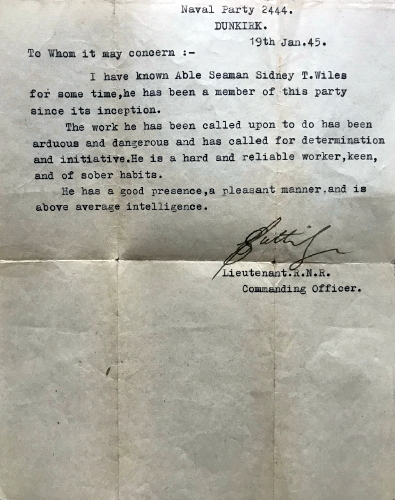 Naval Party 2444.
DUNKIRK.
19th Jan.45.
To Whom it may concern :-
I have known Able Seaman Sidney T.Wiles
for some time,he has been a member of this party
since its inception.
The work he has been called upon to do has been
arduous and dangerous and has called for determination
and initiative.He is a hard and reliable worker,keen,
and of sober habits.
He has a good presence,a pleasant manner.and is
above average intelligence.
Lieutenant.R.N.R.
Commanding Officer.